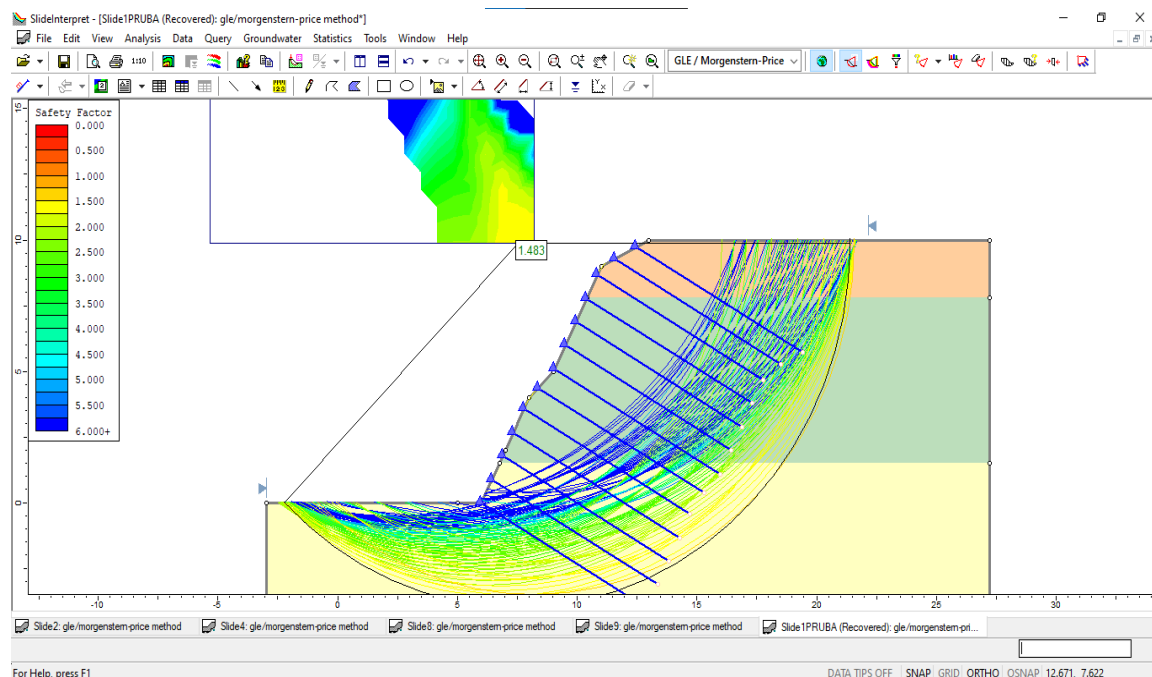 SlideInterpret - [Slide1PRUBA (Recovered): gle/morgenstern-price method*]
File Edit View Analysis Data Query Groundwater Statistics Tools Window Help
1:10
GLE / Morgenstern-Price
Safety Factor
0.000
0.500
1.000
1.500
2.000
2.500
3.000
3.500
4.000
4.500
5.000
5.500
6.000+
15
10
5
0
1.483
-10 -5 0 5 10 15 20 25 30
Slide2: gle/morgenstern-price method Slide4: gle/morgenstern-price method Slide8: gle/morgenstern-price method Slide9: gle/morgenstern-price method Slide1PRUBA (Recovered): gle/morgenstern-pri...
For Help, press F1 DATA TIPS OFF SNAP GRID ORTHO OSNAP 12.671, 7.622